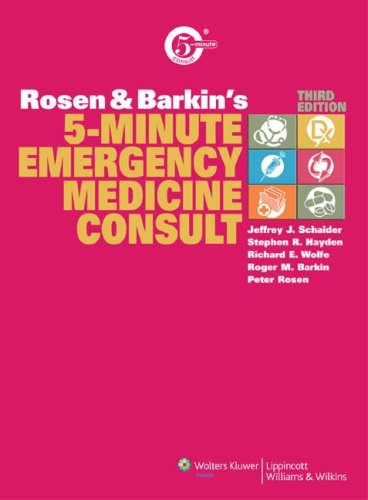 5-minute
CONSULT
®
Rosen & Barkin's
THIRD
EDITION
5-MINUTE
EMERGENCY
MEDICINE
CONSULT
Jeffrey J. Schaider
Stephen R. Hayden
Richard E. Wolfe
Roger M. Barkin
Peter Rosen
Wolters Kluwer
Health
Lippincott
Williams & Wilkins